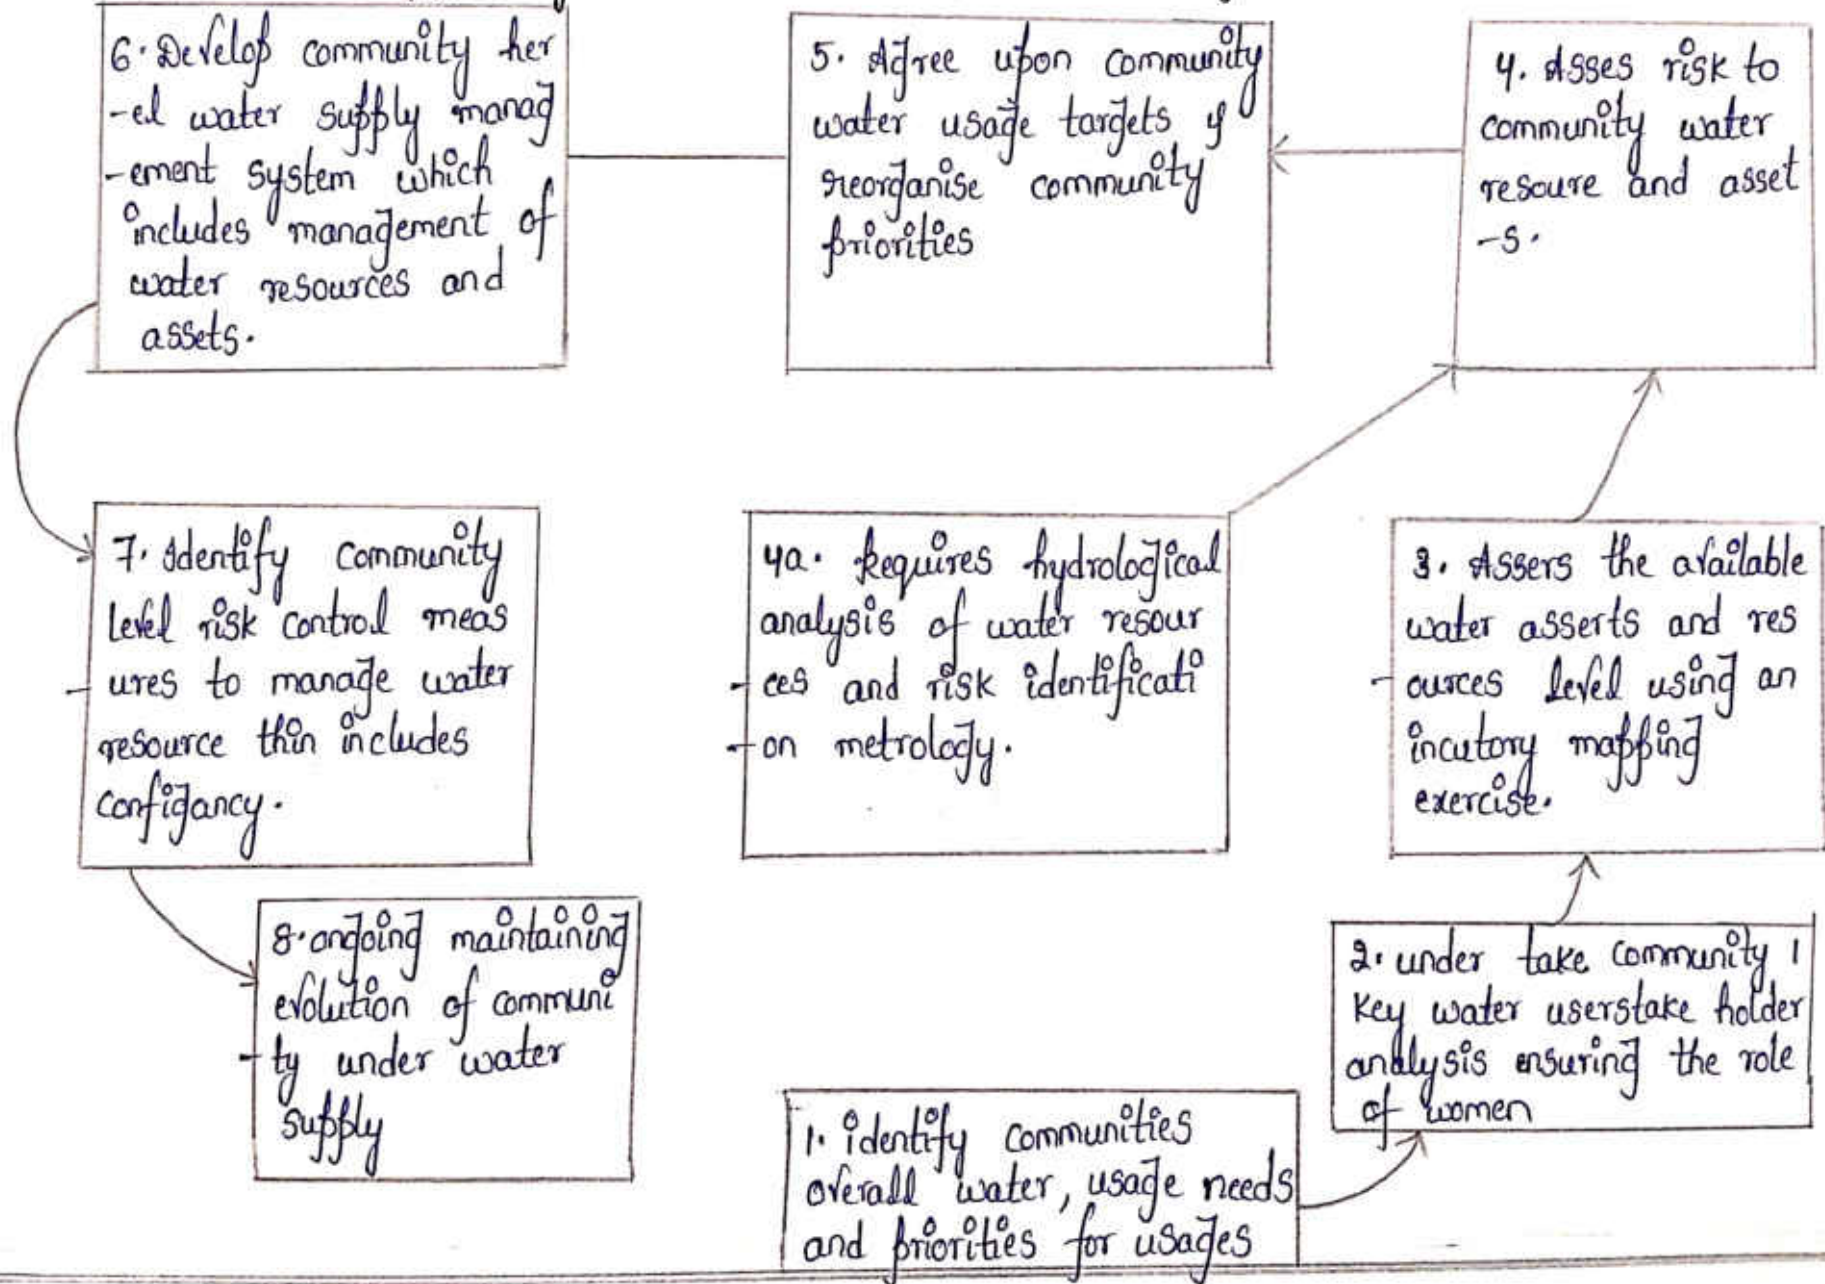 6. Develop community her
-el water supply manag
-ement system which
includes management of
water resources and
assets.
5. Agree upon community
water usage targets if
reorganise community
priorities
4. Asses risk to
community water
resoure and asset
-s.
7. Identify community
level risk control meas
- ures to manage water
resource thin includes
configancy.
4a. Requires hydrological
analysis of water resour
- ces and risk identificati
- on metrology.
3. Assers the available
water asserts and res
- ources level using an
incutory mapping
exercise.
8. ongoing maintaining
evolution of communi
- ty under water
supply
2. under take community 1
key water userstake holder
analysis ensuring the role
of women
1. identify communities
overall water, usage needs
and priorities for usages